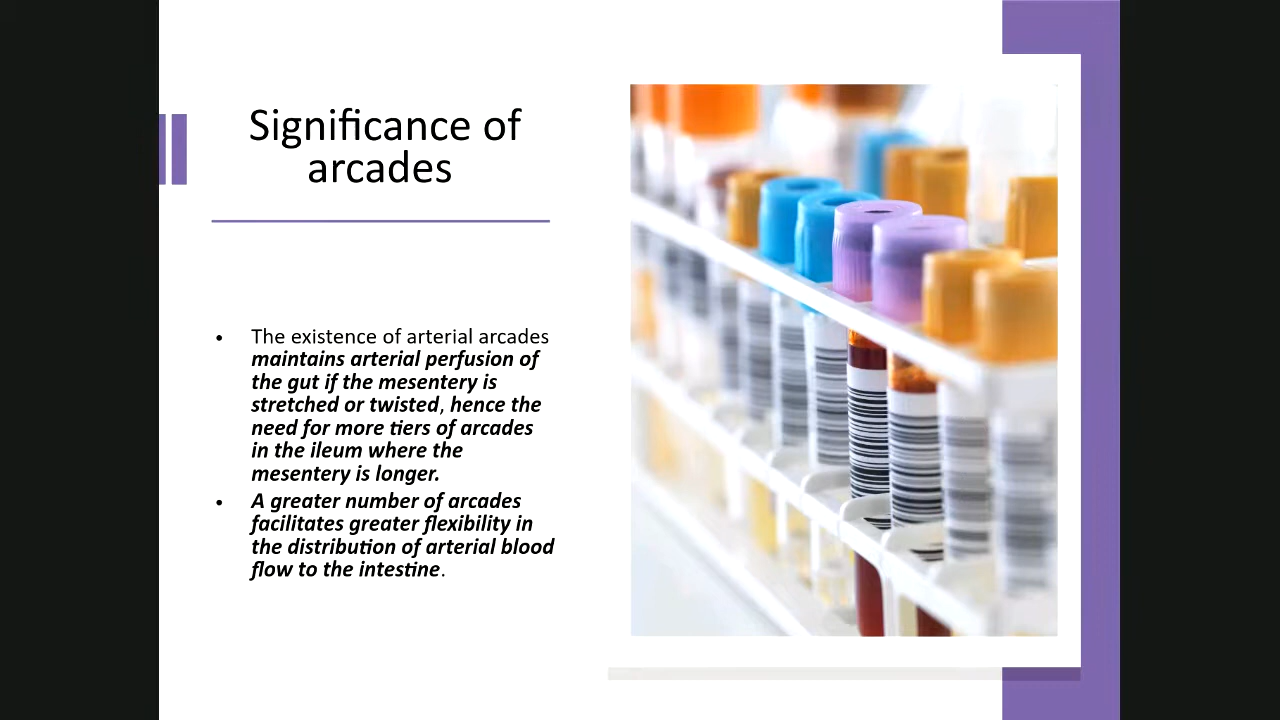 Significance of
arcades
• The existence of arterial arcades
maintains arterial perfusion of
the gut if the mesentery is
stretched or twisted, hence the
need for more tiers of arcades
in the ileum where the
mesentery is longer.
• A greater number of arcades
facilitates greater flexibility in
the distribution of arterial blood
flow to the intestine.